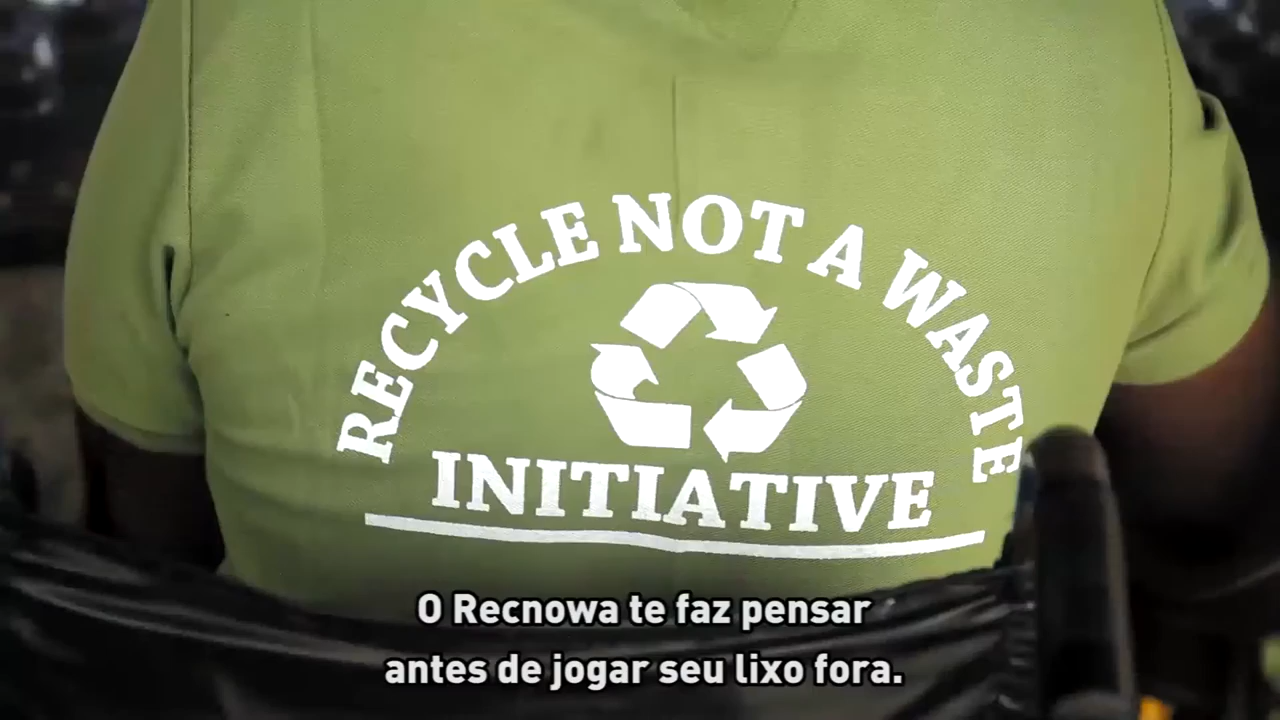 RECYCLE NOT A WASTE
INITIATIVE
O Recnowa te faz pensar
antes de jogar seu lixo fora.